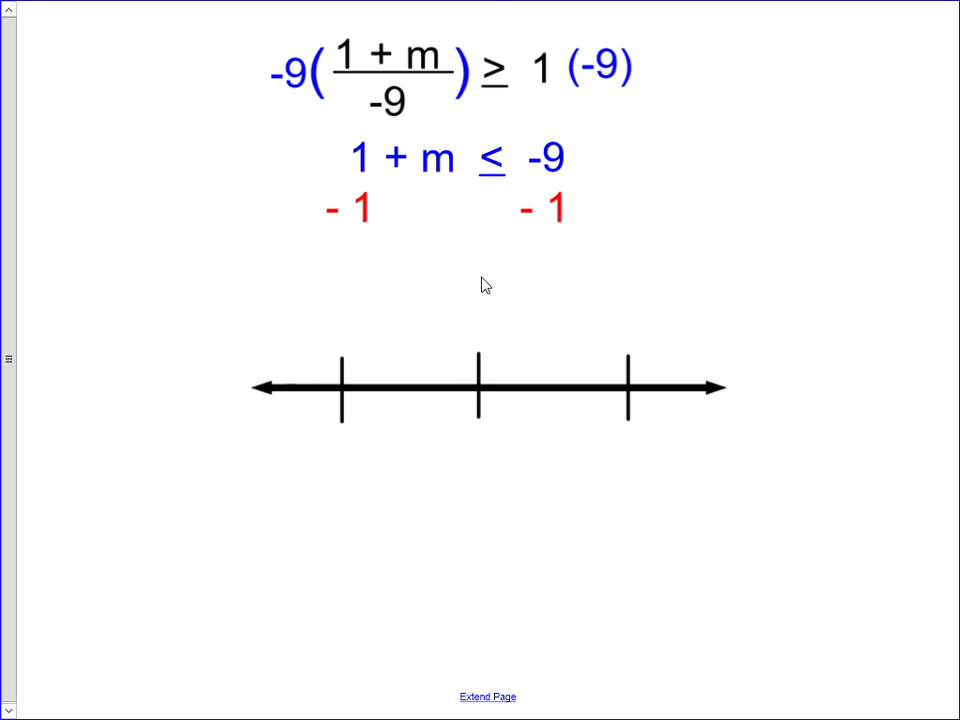 -9(1 + m / -9) ≥ 1 (-9)
1 + m ≤ -9
- 1 - 1
Extend Page